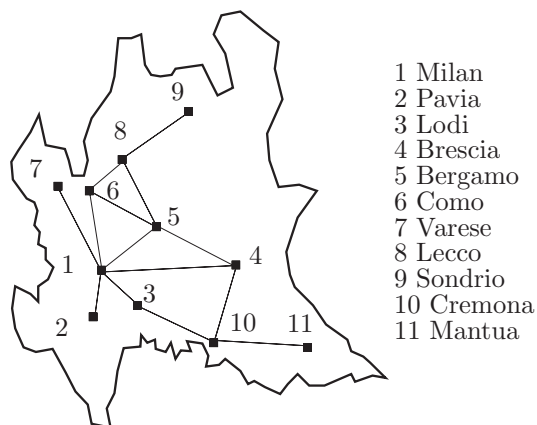 9
8
7
6
5
1
4
3
2
10
11
1 Milan
2 Pavia
3 Lodi
4 Brescia
5 Bergamo
6 Como
7 Varese
8 Lecco
9 Sondrio
10 Cremona
11 Mantua